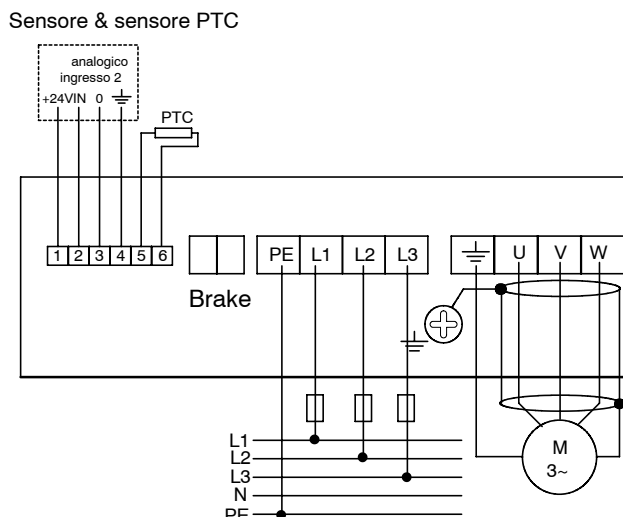 Sensore & sensore PTC
analogico
ingresso 2
+24VIN 0
PTC
1 2 3 4 5 6
PE L1 L2 L3
U V W
Brake
L1
L2
L3
N
PE
M
3~